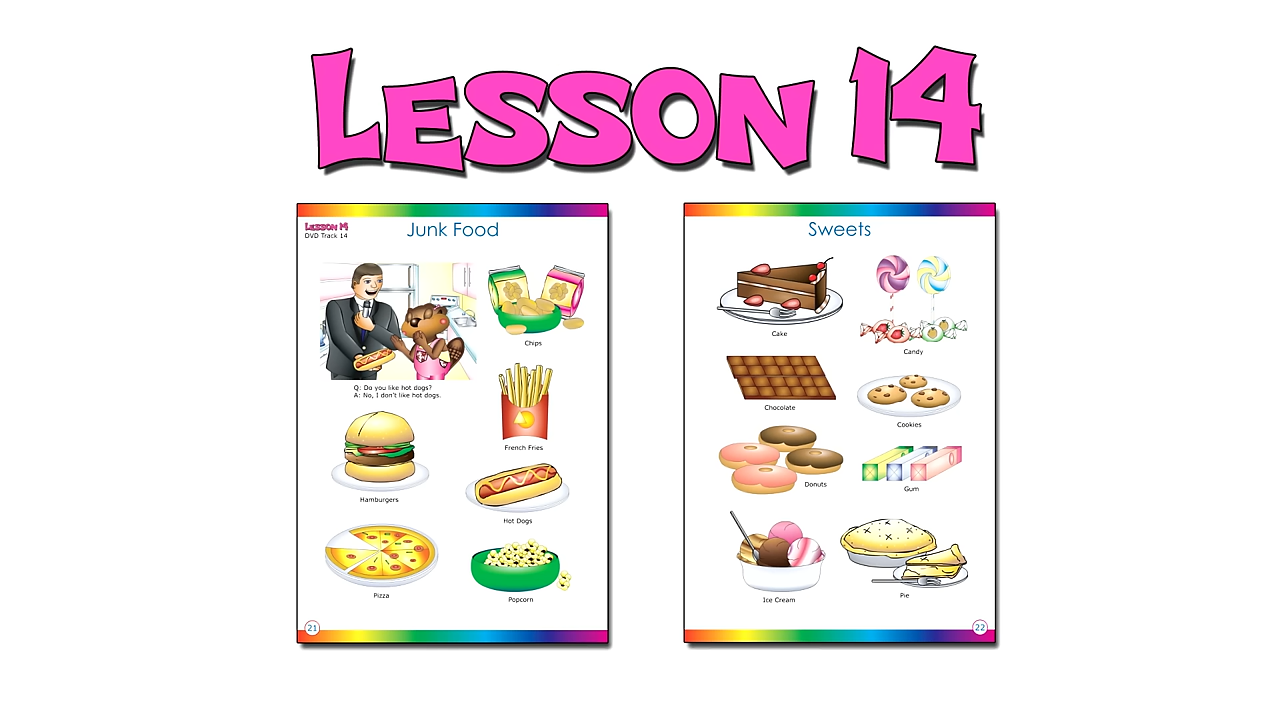 LESSON 14
LESSON 14
DVD Track 14
Junk Food
Chips
Q: Do you like hot dogs?
A: No, I don't like hot dogs.
French Fries
Hamburgers
Hot Dogs
Pizza
Popcorn
21
Sweets
Cake
Candy
Chocolate
Cookies
Donuts
Gum
Ice Cream
Pie
22